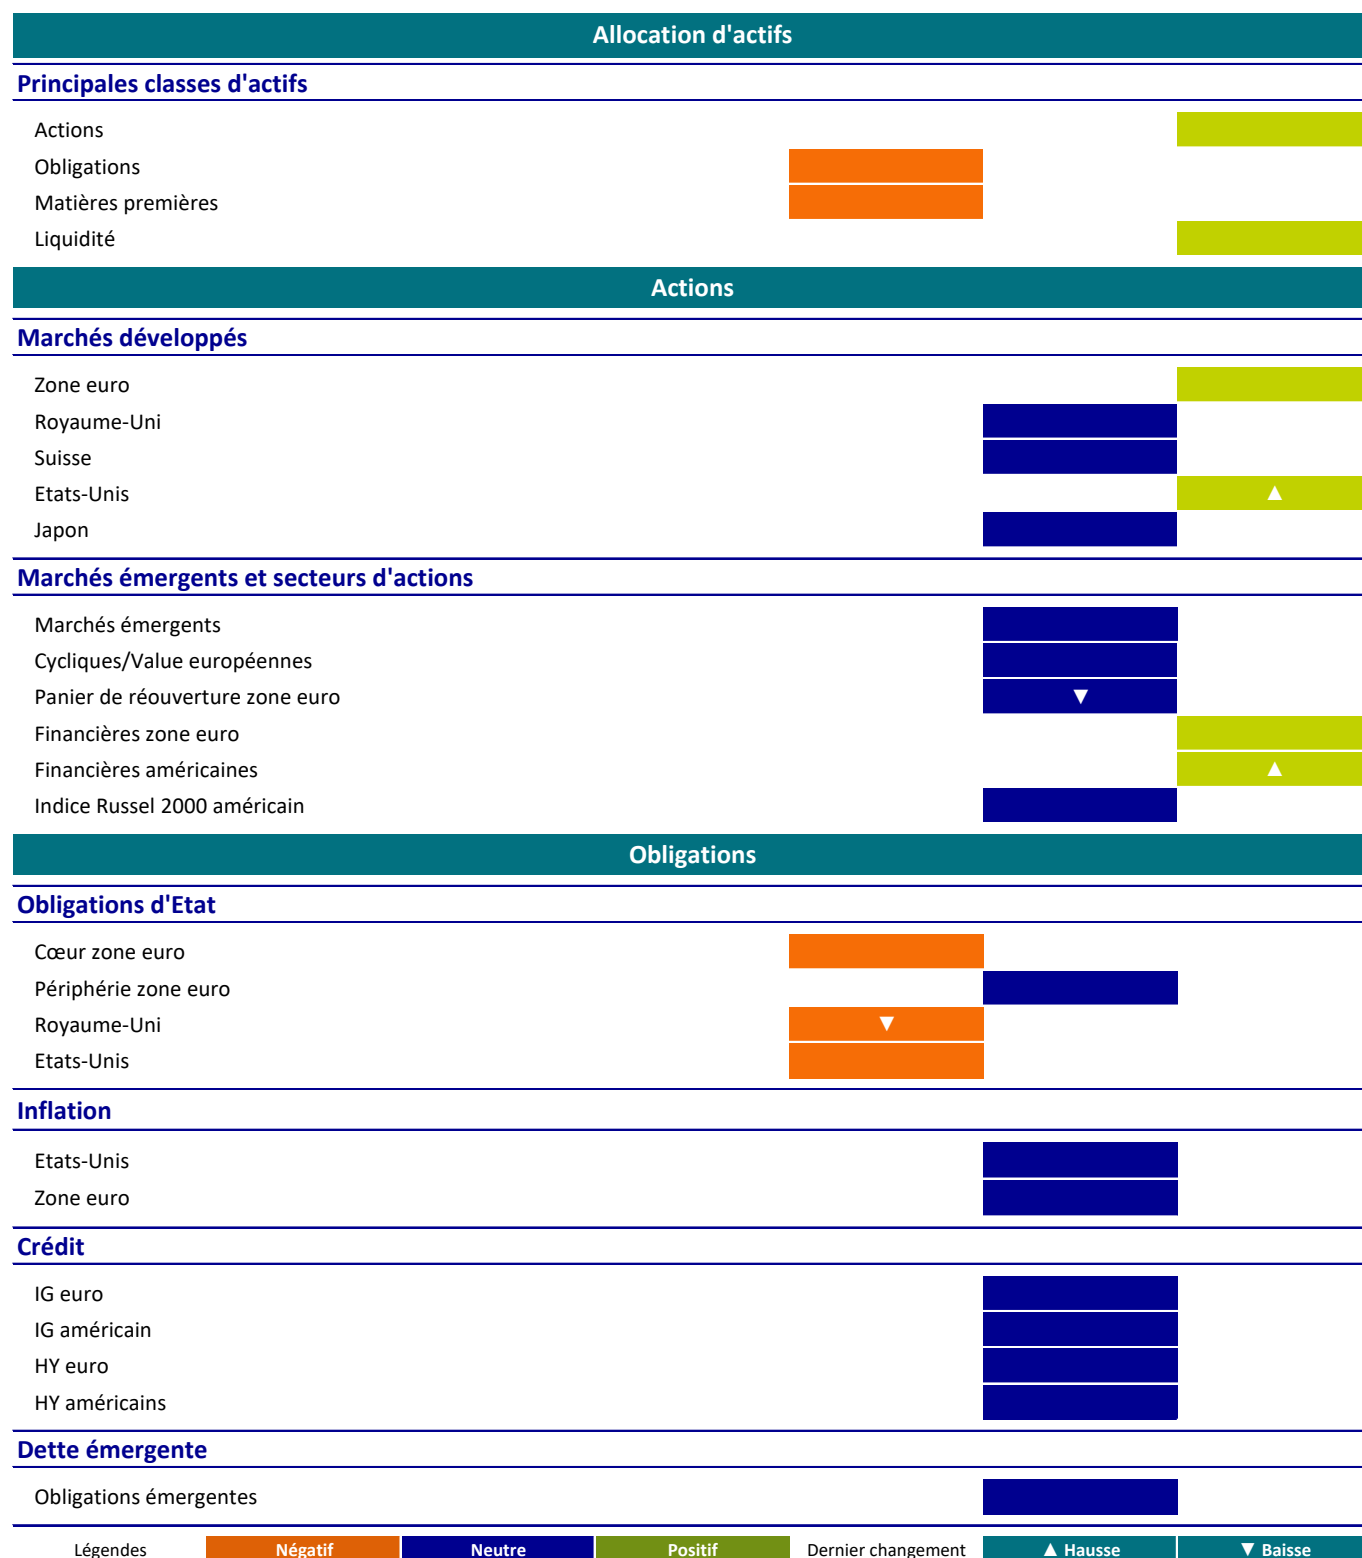 Allocation d'actifs
Principales classes d'actifs
Actions
Obligations
Matières premières
Liquidité
Actions
Marchés développés
Zone euro
Royaume-Uni
Suisse
Etats-Unis ▲
Japon
Marchés émergents et secteurs d'actions
Marchés émergents
Cycliques/Value européennes
Panier de réouverture zone euro ▼
Financières zone euro
Financières américaines ▲
Indice Russel 2000 américain
Obligations
Obligations d'Etat
Cœur zone euro
Périphérie zone euro
Royaume-Uni ▼
Etats-Unis
Inflation
Etats-Unis
Zone euro
Crédit
IG euro
IG américain
HY euro
HY américains
Dette émergente
Obligations émergentes
Légendes Négatif Neutre Positif Dernier changement ▲ Hausse ▼ Baisse